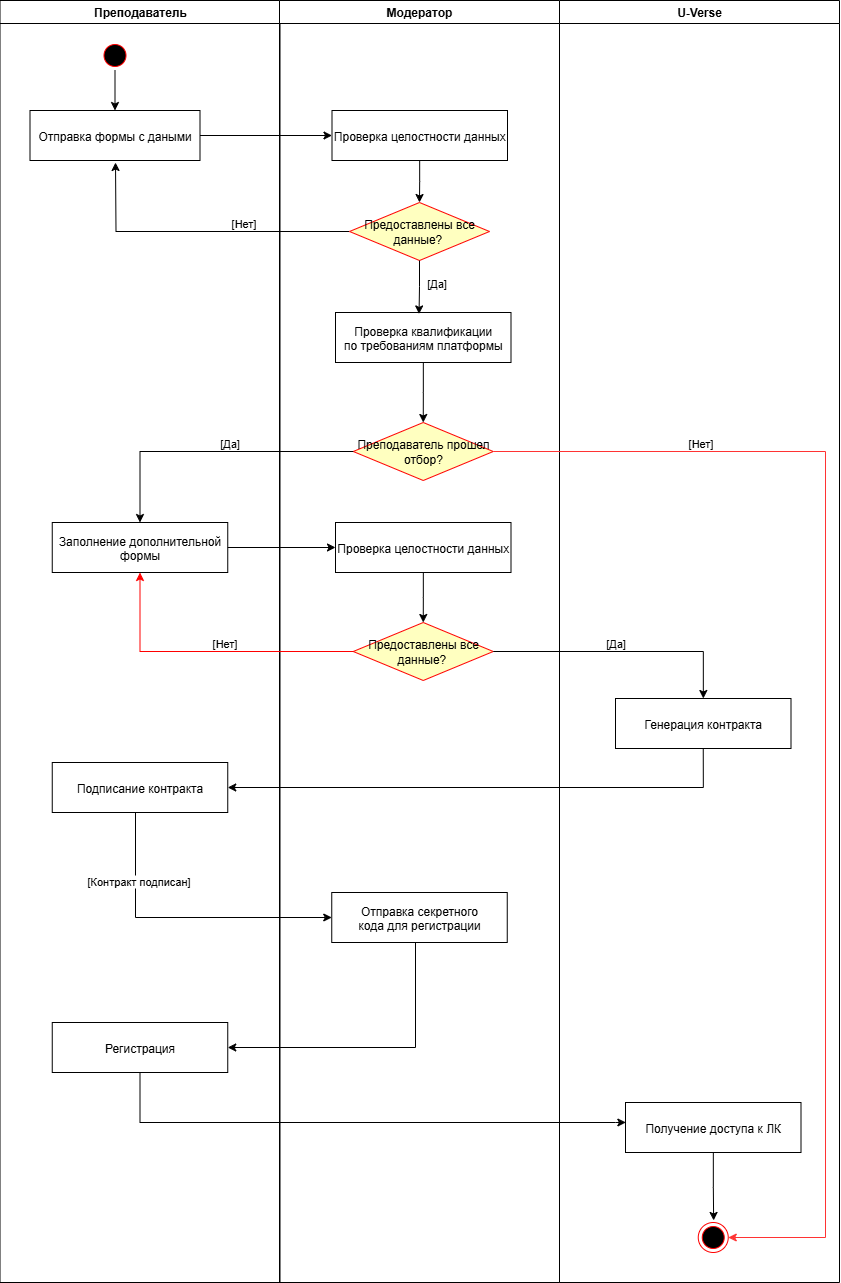 Преподаватель
Модератор
U-Verse
Отправка формы с даными
Проверка целостности данных
[Нет]
Предоставлены все
данные?
[Да]
Проверка квалификации
по требованиям платформы
[Да]
Преподаватель прошел
отбор?
[Нет]
Заполнение дополнительной
формы
Проверка целостности данных
[Нет]
Предоставлены все
данные?
[Да]
Генерация контракта
Подписание контракта
[Контракт подписан]
Отправка секретного
кода для регистрации
Регистрация
Получение доступа к ЛК